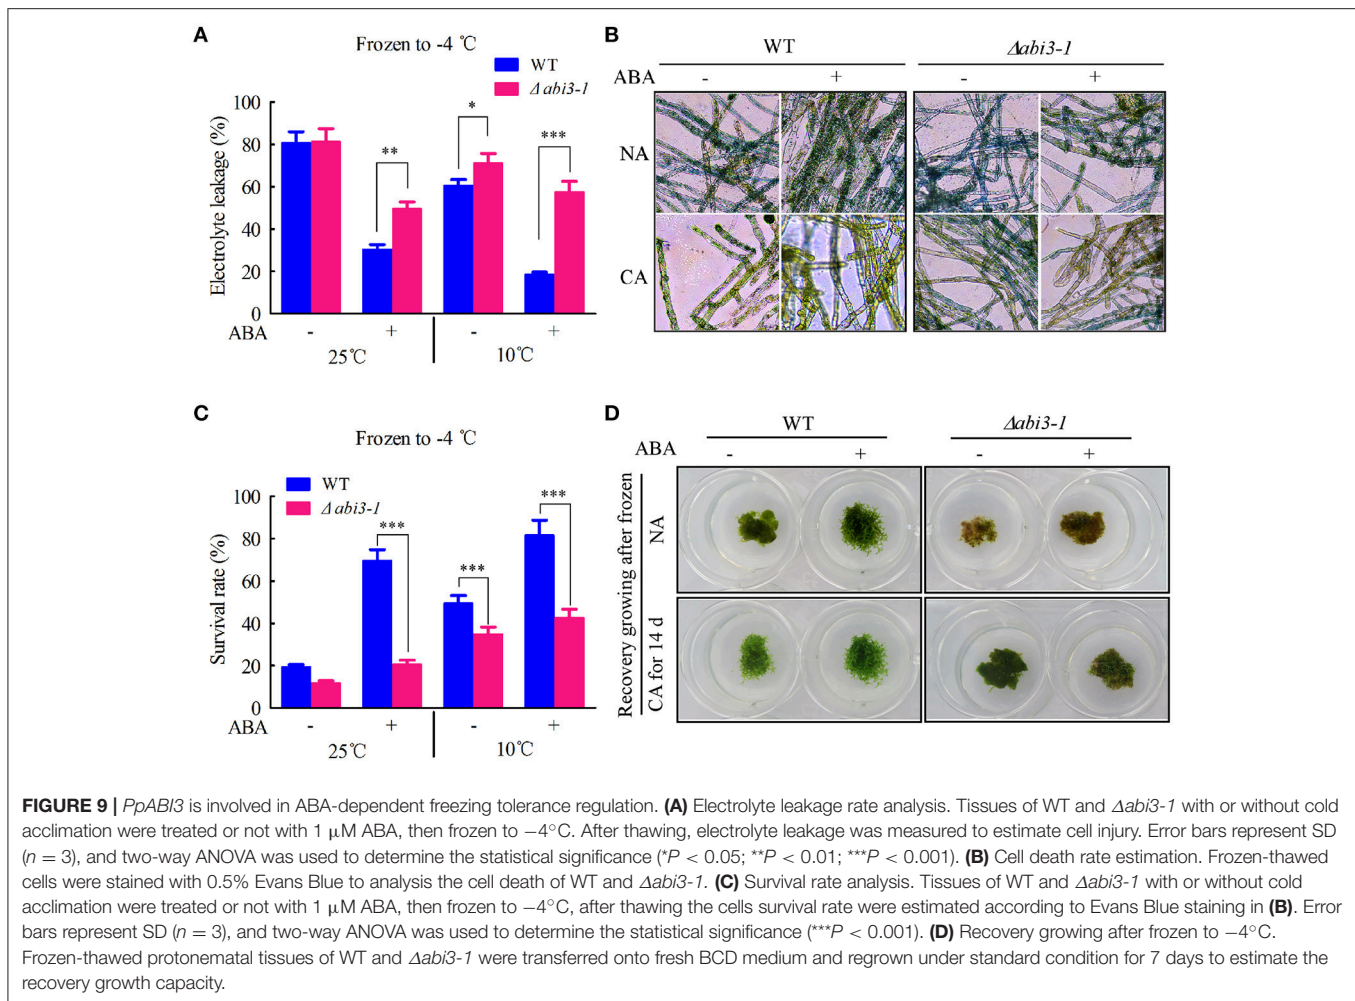 A
Frozen to -4 ℃
WT
Δabi3-1
Electrolyte leakage (%)
100
80
60
40
20
0
*
**
***
ABA - + - +
25℃ 10℃
B
WT Δabi3-1
ABA - + - +
NA
CA
C
Frozen to -4 ℃
WT
Δabi3-1
Survival rate (%)
100
80
60
40
20
0
***
***
***
ABA - + - +
25℃ 10℃
D
WT Δabi3-1
ABA - + - +
Recovery growing after frozen
NA
CA for 14 d
FIGURE 9 | PpABI3 is involved in ABA-dependent freezing tolerance regulation. (A) Electrolyte leakage rate analysis. Tissues of WT and Δabi3-1 with or without cold
acclimation were treated or not with 1 μM ABA, then frozen to −4°C. After thawing, electrolyte leakage was measured to estimate cell injury. Error bars represent SD
(n = 3), and two-way ANOVA was used to determine the statistical significance (*P < 0.05; **P < 0.01; ***P < 0.001). (B) Cell death rate estimation. Frozen-thawed
cells were stained with 0.5% Evans Blue to analysis the cell death of WT and Δabi3-1. (C) Survival rate analysis. Tissues of WT and Δabi3-1 with or without cold
acclimation were treated or not with 1 μM ABA, then frozen to −4°C, after thawing the cells survival rate were estimated according to Evans Blue staining in (B). Error
bars represent SD (n = 3), and two-way ANOVA was used to determine the statistical significance (***P < 0.001). (D) Recovery growing after frozen to −4°C.
Frozen-thawed protonematal tissues of WT and Δabi3-1 were transferred onto fresh BCD medium and regrown under standard condition for 7 days to estimate the
recovery growth capacity.